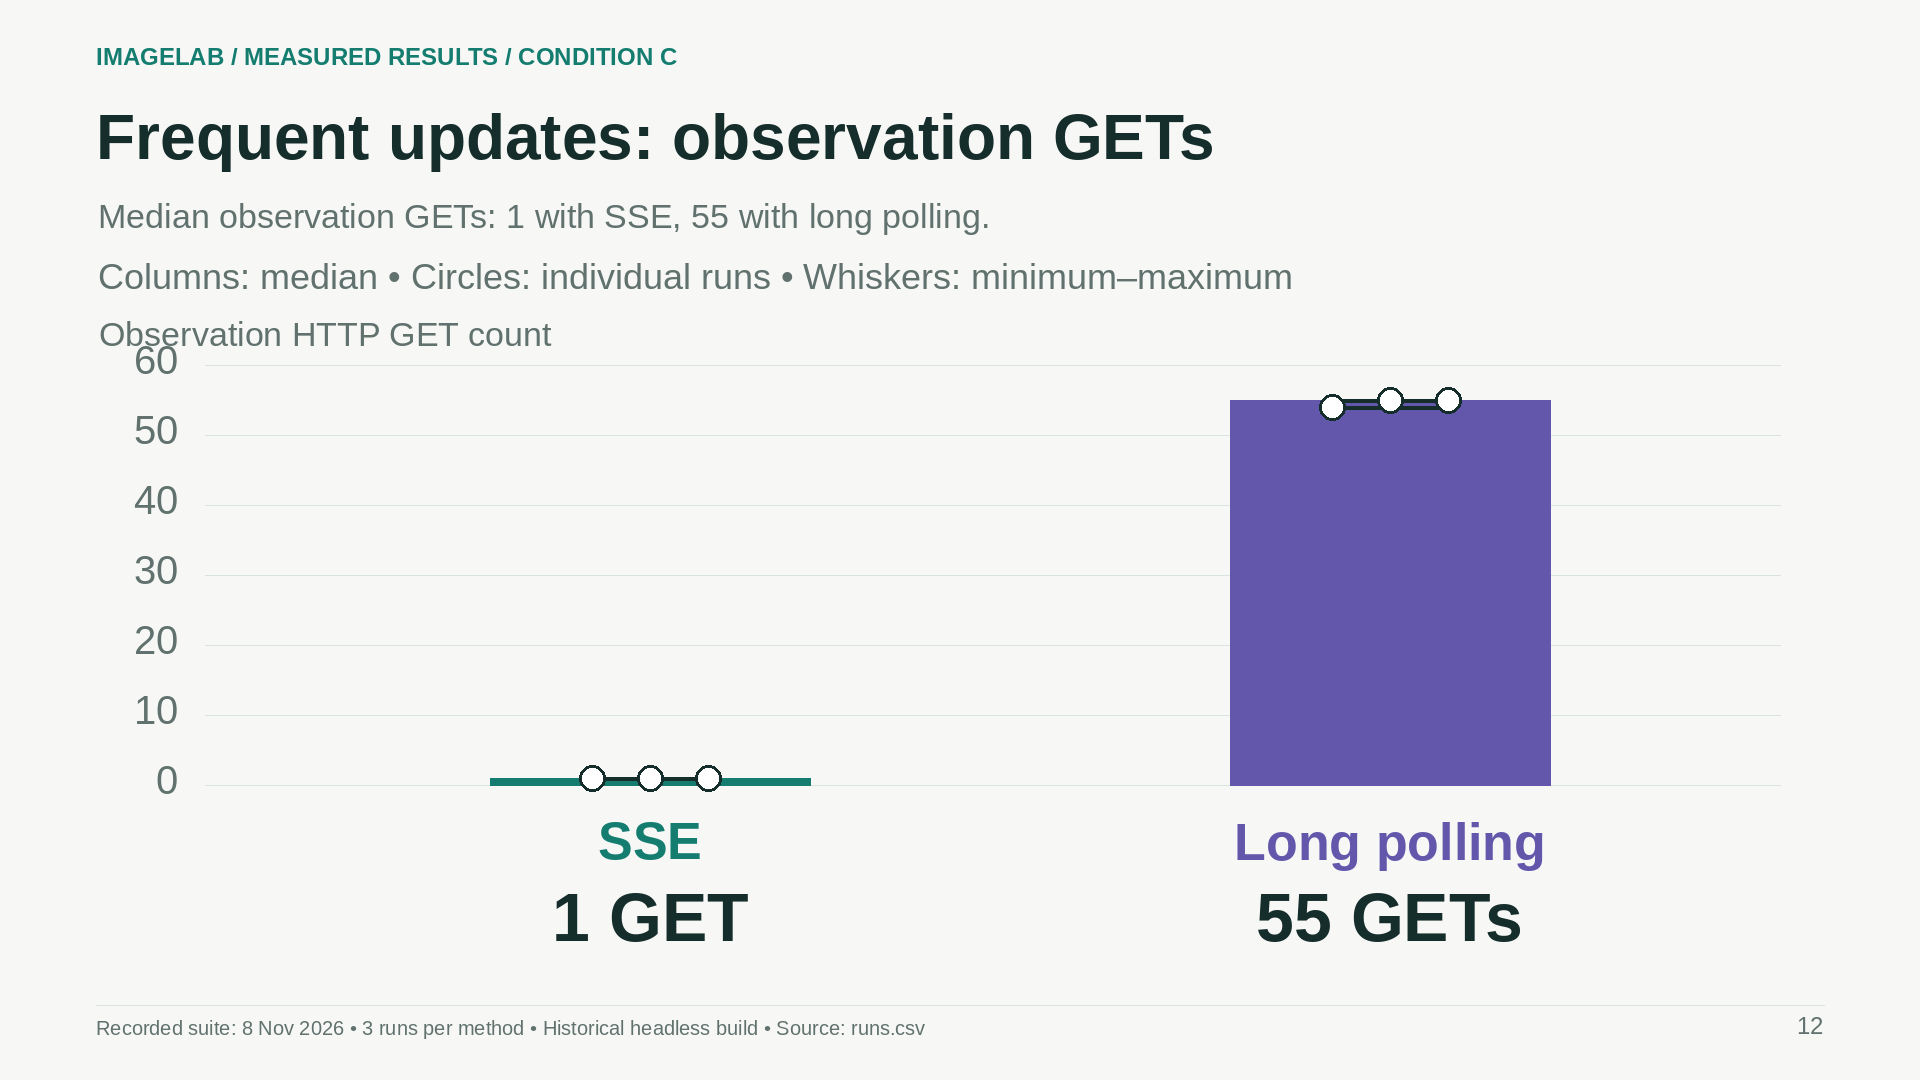 IMAGELAB / MEASURED RESULTS / CONDITION C
Frequent updates: observation GETs
Median observation GETs: 1 with SSE, 55 with long polling.
Columns: median • Circles: individual runs • Whiskers: minimum–maximum
Observation HTTP GET count
60
50
40
30
20
10
0
SSE
Long polling
1 GET
55 GETs
Recorded suite: 8 Nov 2026 • 3 runs per method • Historical headless build • Source: runs.csv
12